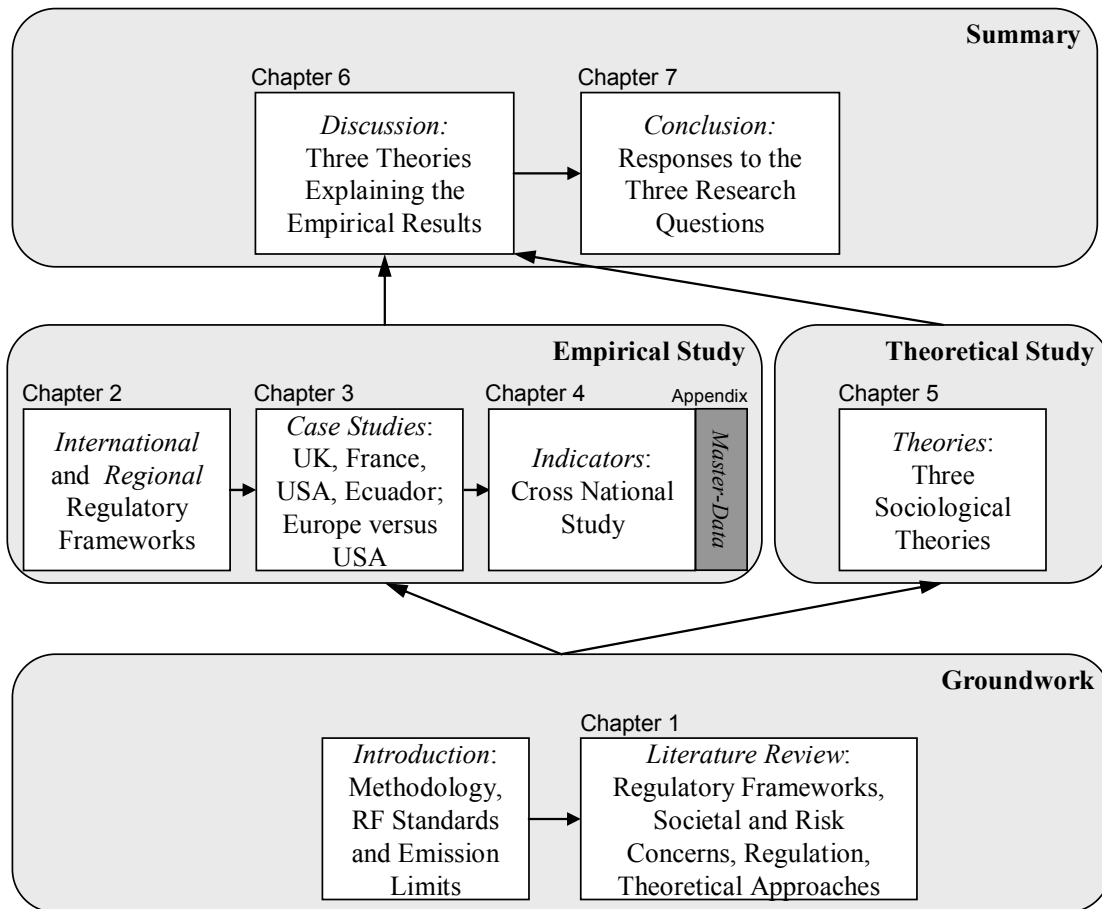 Summary
Chapter 6
Discussion:
Three Theories
Explaining the
Empirical Results
Chapter 7
Conclusion:
Responses to the
Three Research
Questions
Empirical Study
Chapter 2
International
and Regional
Regulatory
Frameworks
Chapter 3
Case Studies:
UK, France,
USA, Ecuador;
Europe versus
USA
Chapter 4
Indicators:
Cross National
Study
Appendix
Master-Data
Theoretical Study
Chapter 5
Theories:
Three
Sociological
Theories
Groundwork
Introduction:
Methodology,
RF Standards
and Emission
Limits
Chapter 1
Literature Review:
Regulatory Frameworks,
Societal and Risk
Concerns, Regulation,
Theoretical Approaches